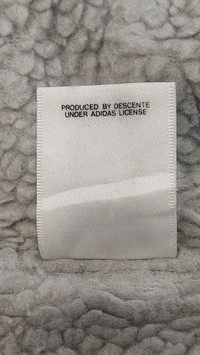 PRODUCED BY DESCENTE
UNDER ADIDAS LICENSE